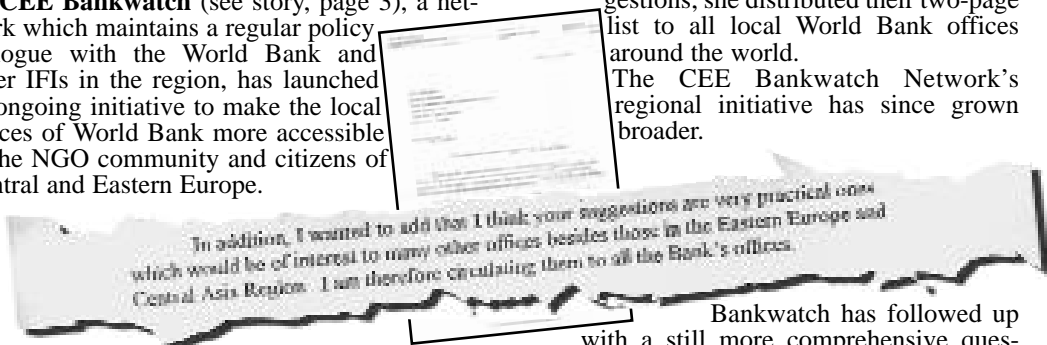 CEE Bankwatch (see story, page 3), a net-
rk which maintains a regular policy
logue with the World Bank and
er IFIs in the region, has launched
ongoing initiative to make the local
ces of World Bank more accessible
he NGO community and citizens of
ntral and Eastern Europe.
gestions, she distributed their two-page
list to all local World Bank offices
around the world.
The CEE Bankwatch Network's
regional initiative has since grown
broader.
In addition, I wanted to add that I think your suggestions are very practical ones
which would be of interest to many other offices besides those in the Eastern Europe and
Central Asia Region. I am therefore circulating them to all the Bank's offices.
Bankwatch has followed up
with a still more comprehensive ques-